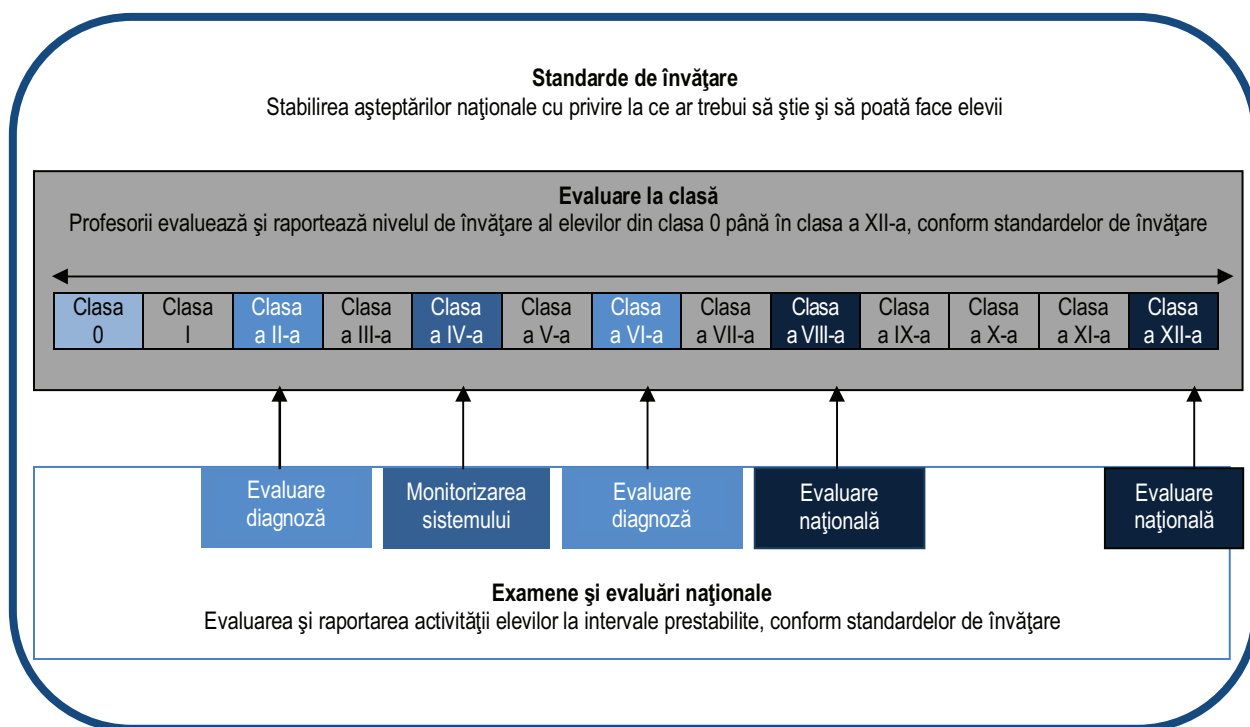 Standarde de învăţare
Stabilirea aşteptărilor naţionale cu privire la ce ar trebui să ştie şi să poată face elevii
Evaluare la clasă
Profesorii evaluează şi raportează nivelul de învăţare al elevilor din clasa 0 până în clasa a XII-a, conform standardelor de învăţare
Clasa
0
Clasa
I
Clasa
a II-a
Clasa
a III-a
Clasa
a IV-a
Clasa
a V-a
Clasa
a VI-a
Clasa
a VII-a
Clasa
a VIII-a
Clasa
a IX-a
Clasa
a X-a
Clasa
a XI-a
Clasa
a XII-a
Evaluare
diagnoză
Monitorizarea
sistemului
Evaluare
diagnoză
Evaluare
naţională
Evaluare
naţională
Examene şi evaluări naţionale
Evaluarea şi raportarea activităţii elevilor la intervale prestabilite, conform standardelor de învăţare